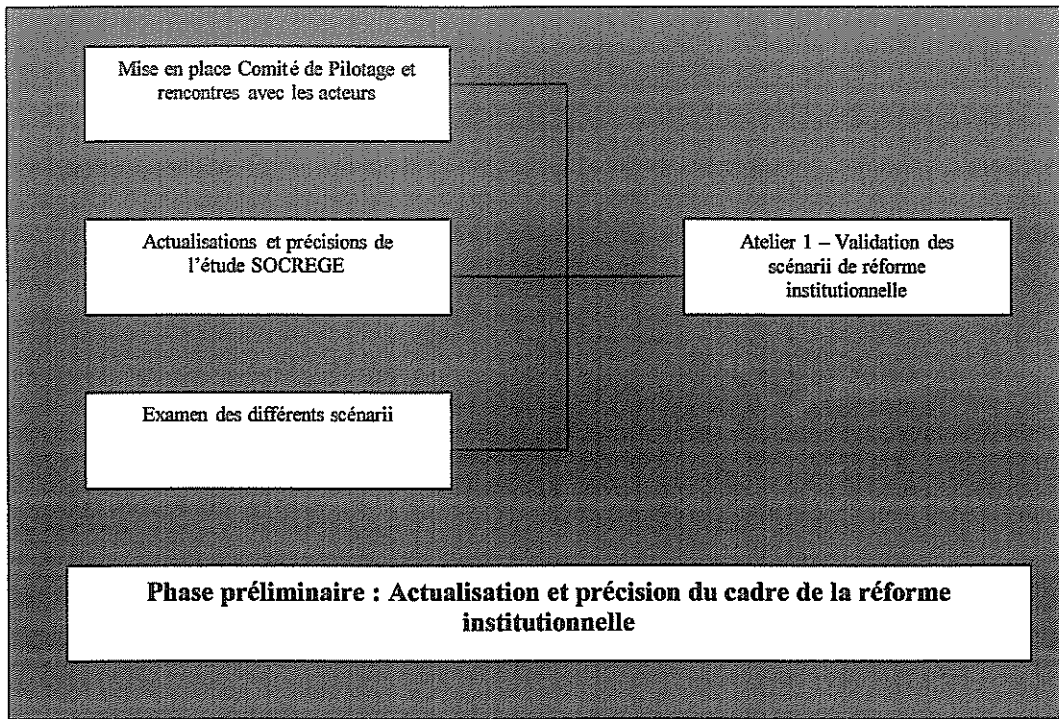 Mise en place Comité de Pilotage et
rencontres avec les acteurs
Actualisations et précisions de
l'étude SOCREGE
Atelier 1 – Validation des
scénarii de réforme
institutionnelle
Examen des différents scénarii
Phase préliminaire : Actualisation et précision du cadre de la réforme
institutionnelle